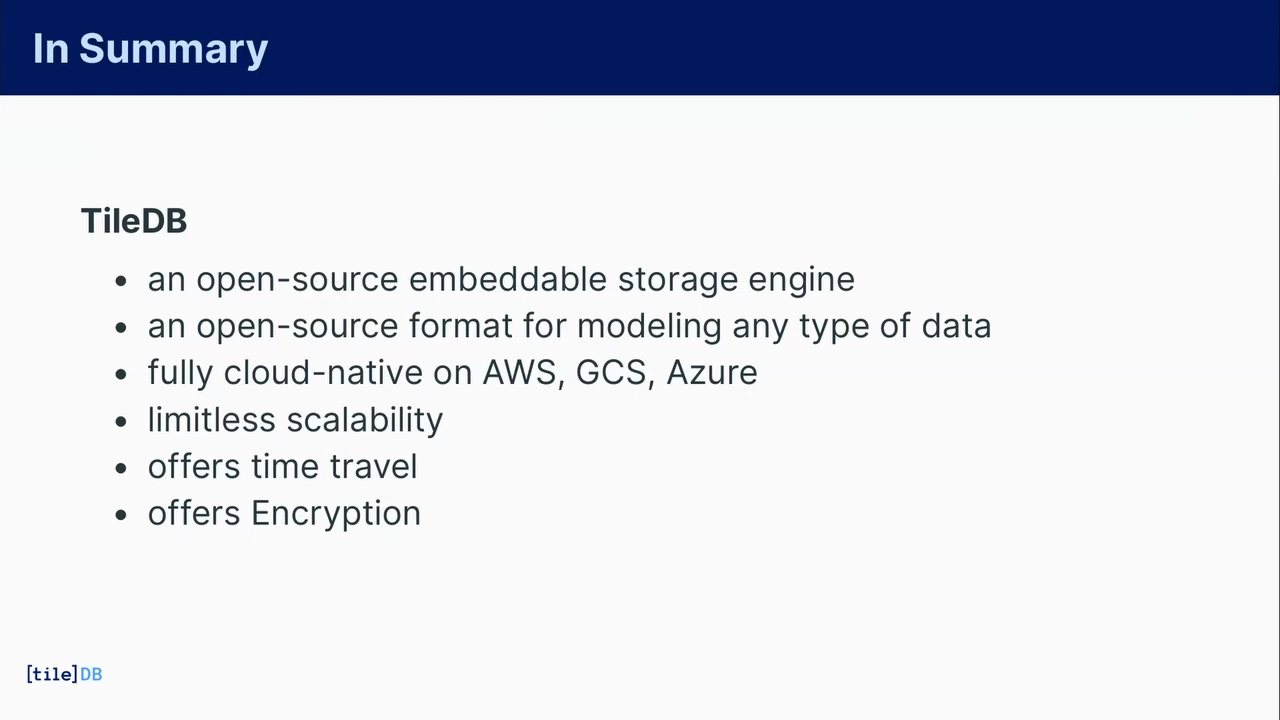 In Summary
TileDB
• an open-source embeddable storage engine
• an open-source format for modeling any type of data
• fully cloud-native on AWS, GCS, Azure
• limitless scalability
• offers time travel
• offers Encryption
[tile]DB